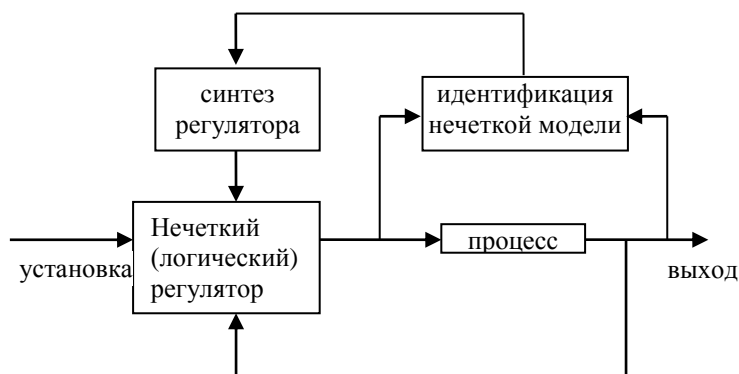 синтез
регулятора
идентификация
нечеткой модели
Нечеткий
(логический)
регулятор
процесс
установка
выход